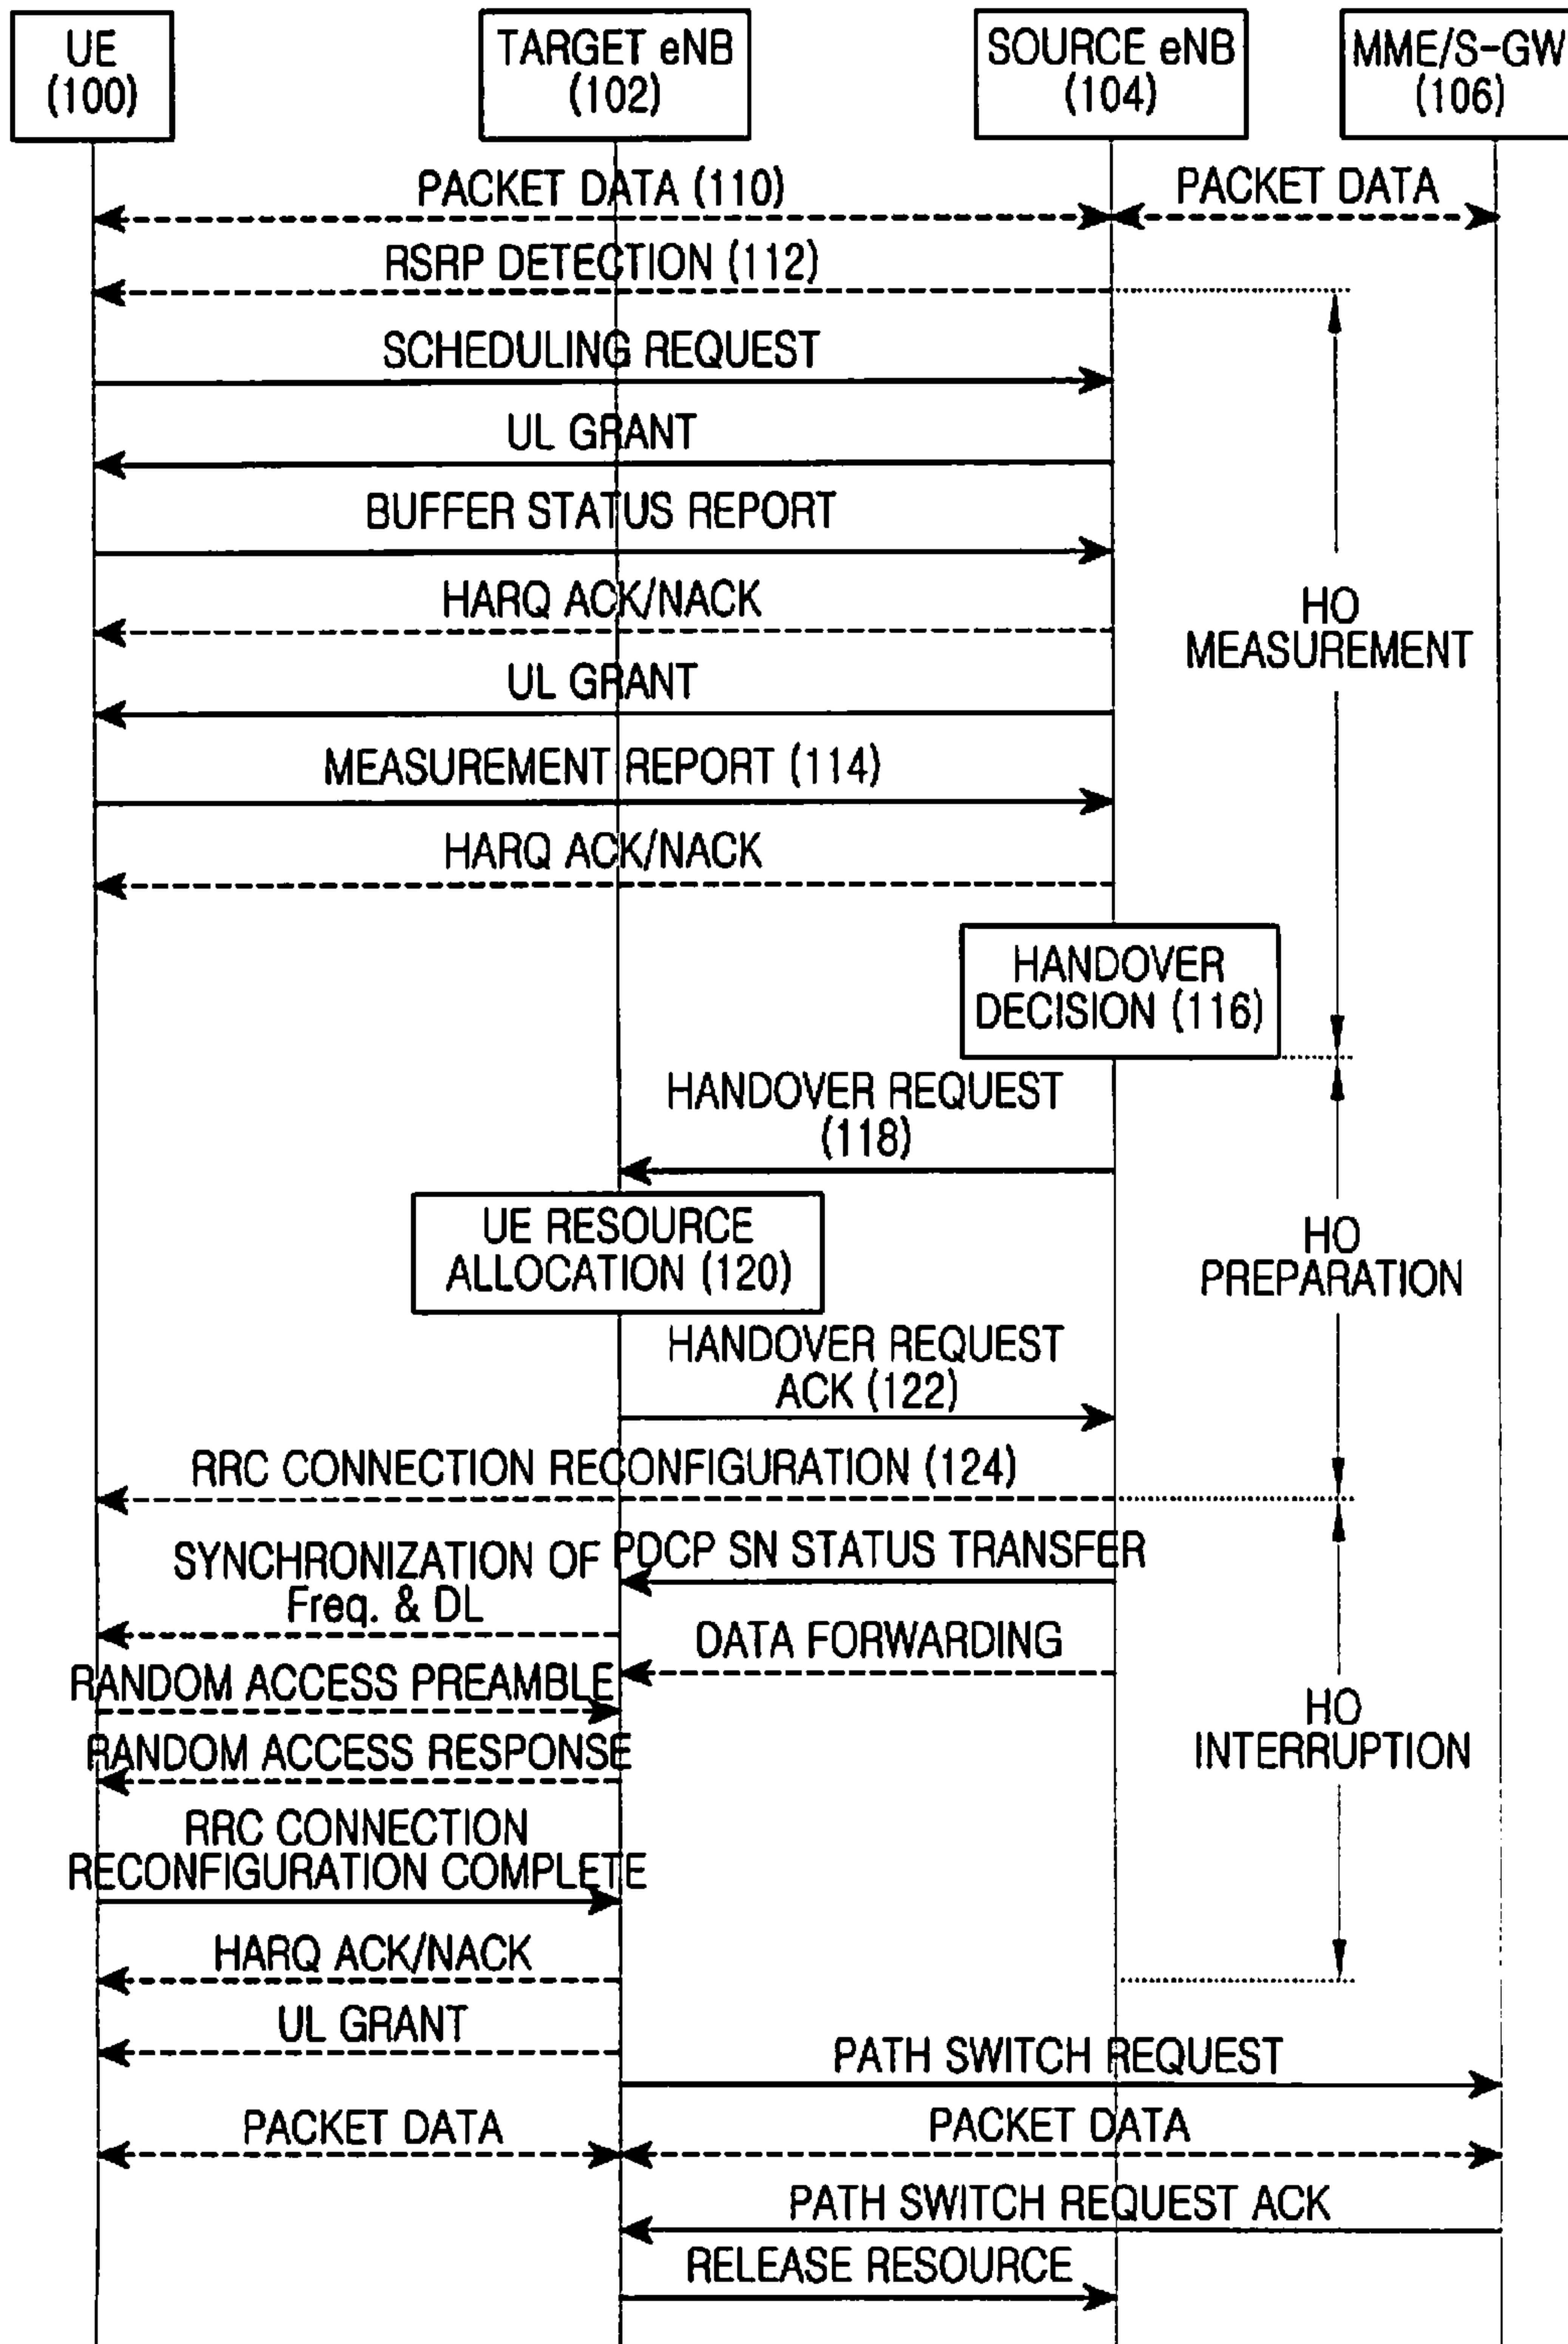 UE
(100)
TARGET eNB
(102)
SOURCE eNB
(104)
MME/S-GW
(106)
PACKET DATA (110)
PACKET DATA
RSRP DETECTION (112)
SCHEDULING REQUEST
UL GRANT
BUFFER STATUS REPORT
HARQ ACK/NACK
HO
MEASUREMENT
UL GRANT
MEASUREMENT REPORT (114)
HARQ ACK/NACK
HANDOVER
DECISION (116)
HANDOVER REQUEST
(118)
UE RESOURCE
ALLOCATION (120)
HO
PREPARATION
HANDOVER REQUEST
ACK (122)
RRC CONNECTION RECONFIGURATION (124)
PDCP SN STATUS TRANSFER
SYNCHRONIZATION OF
Freq. & DL
DATA FORWARDING
RANDOM ACCESS PREAMBLE
HO
INTERRUPTION
RANDOM ACCESS RESPONSE
RRC CONNECTION
RECONFIGURATION COMPLETE
HARQ ACK/NACK
UL GRANT
PATH SWITCH REQUEST
PACKET DATA
PACKET DATA
PATH SWITCH REQUEST ACK
RELEASE RESOURCE